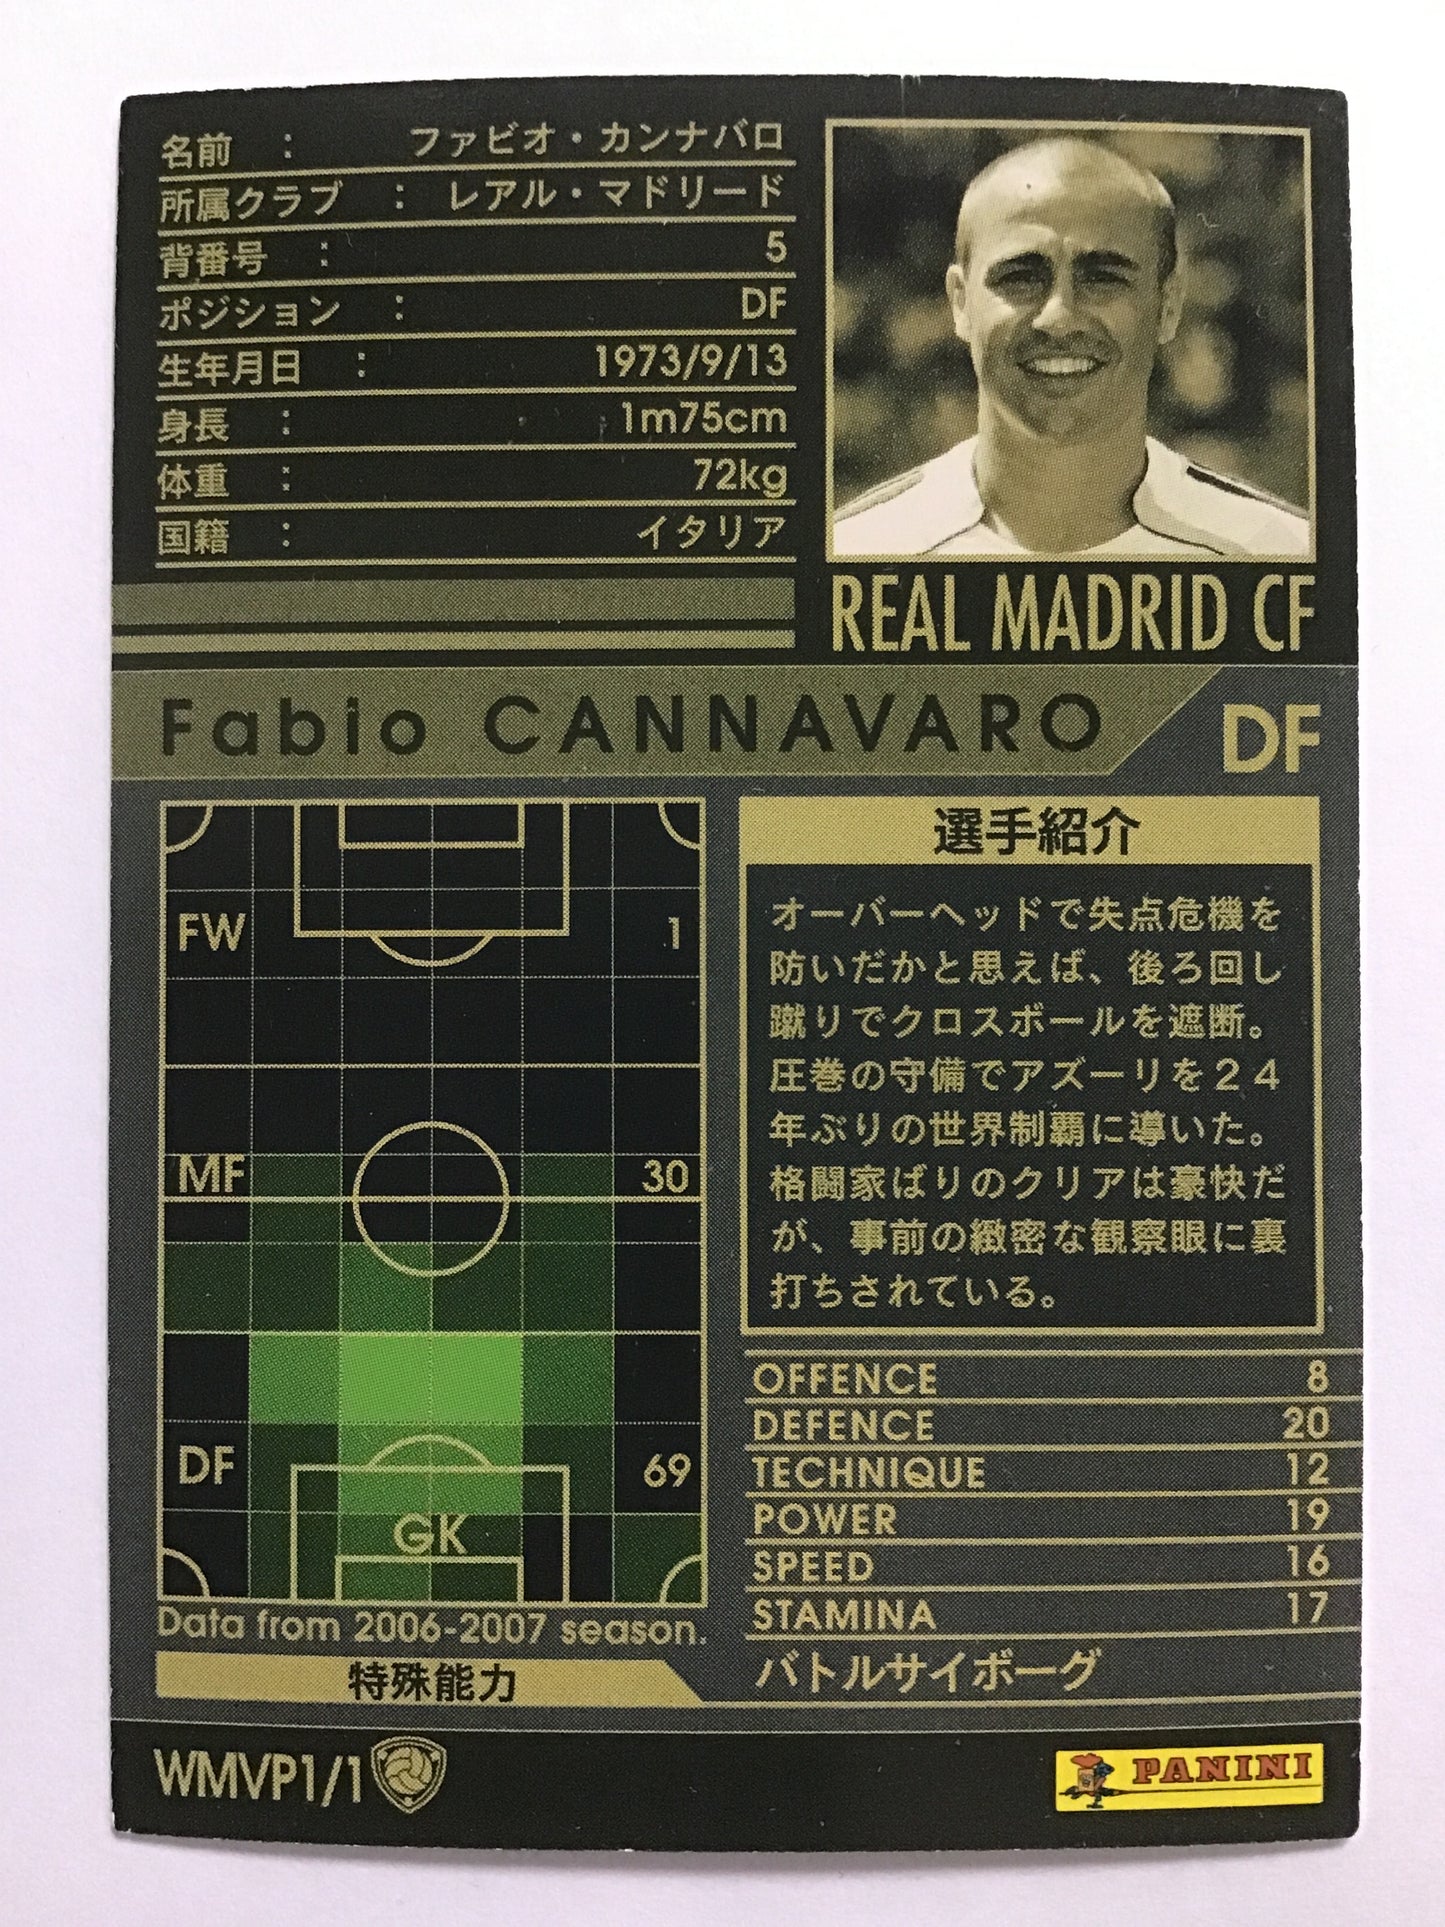 名前 : ファビオ・カンナバロ
所属クラブ : レアル・マドリード
背番号 : 5
ポジション : DF
生年月日 : 1973/9/13
身長 : 1m75cm
体重 : 72kg
国籍 : イタリア
REAL MADRID CF
Fabio CANNAVARO DF
FW 1
MF 30
DF 69
GK
Data from 2006-2007 season.
選手紹介
オーバーヘッドで失点危機を
防いだかと思えば、後ろ回し
蹴りでクロスボールを遮断。
圧巻の守備でアズーリを２４
年ぶりの世界制覇に導いた。
格闘家ばりのクリアは豪快だ
が、事前の緻密な観察眼に裏
打ちされている。
OFFENCE 8
DEFENCE 20
TECHNIQUE 12
POWER 19
SPEED 16
STAMINA 17
特殊能力 バトルサイボーグ
WMVP1/1
PANINI